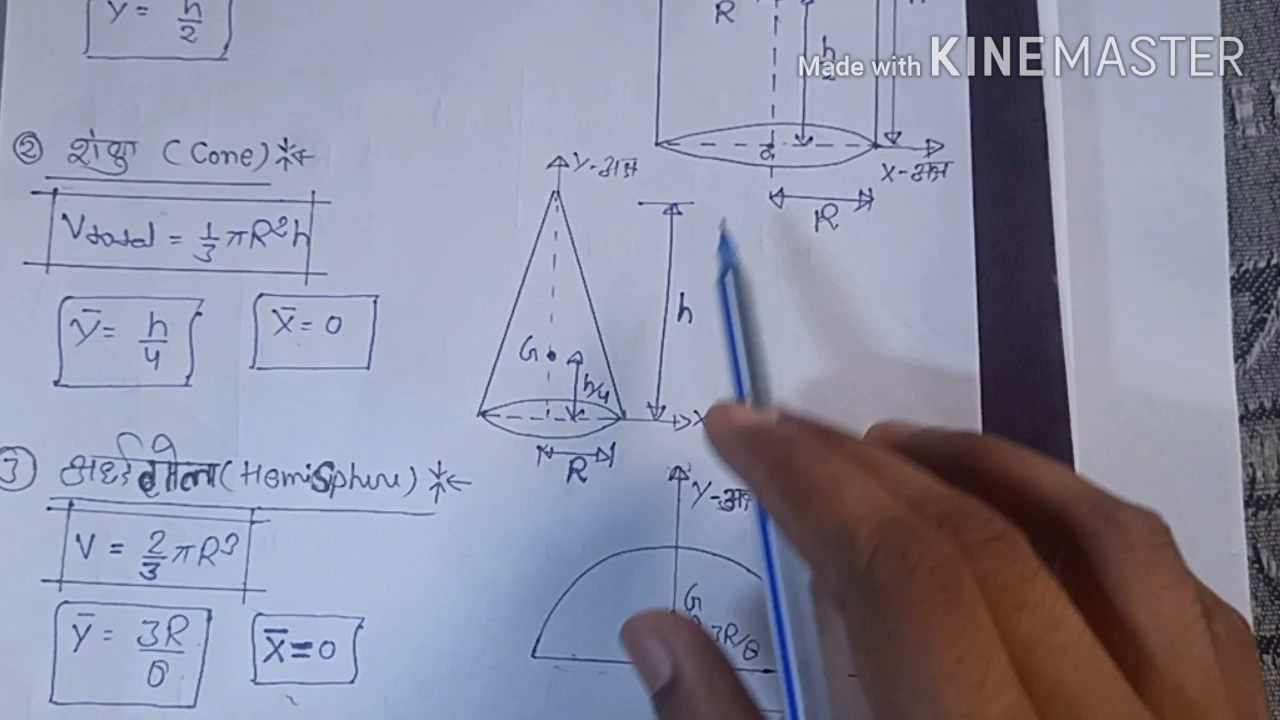 y = h/2
R
h/2
Made with KINEMASTER
② शंकु (Cone)
Vtotal = 1/3 πR²h
ȳ = h/4
x̄ = 0
Y-अक्ष
X-अक्ष
R
h
G
h/4
X
R
3 अर्द्धगोला (Hemisphere)
V = 2/3 πR³
ȳ = 3R/8
x̄ = 0
Y-अक्ष
G
3R/8